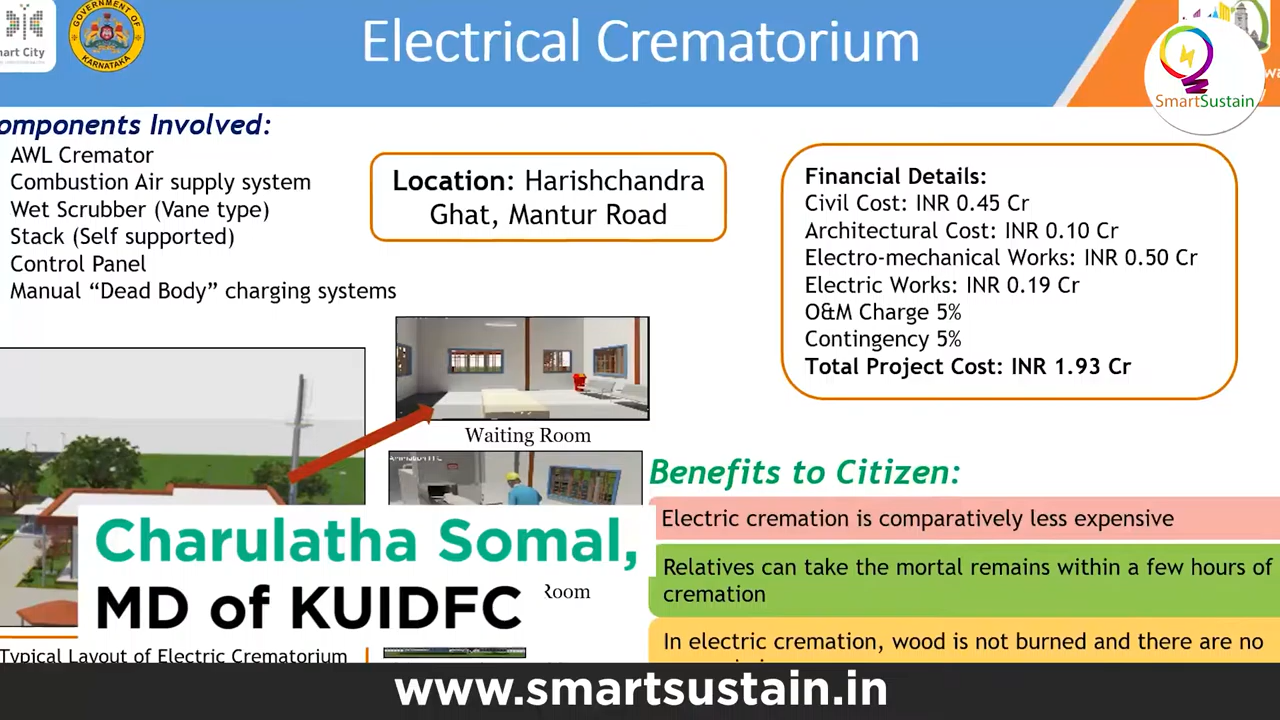 Electrical Crematorium
GOVERNMENT OF
KARNATAKA
mart City
SmartSustain
omponents Involved:
AWL Cremator
Combustion Air supply system
Wet Scrubber (Vane type)
Stack (Self supported)
Control Panel
Manual “Dead Body” charging systems
Location: Harishchandra
Ghat, Mantur Road
Financial Details:
Civil Cost: INR 0.45 Cr
Architectural Cost: INR 0.10 Cr
Electro-mechanical Works: INR 0.50 Cr
Electric Works: INR 0.19 Cr
O&M Charge 5%
Contingency 5%
Total Project Cost: INR 1.93 Cr
Waiting Room
Benefits to Citizen:
Electric cremation is comparatively less expensive
Relatives can take the mortal remains within a few hours of
cremation
In electric cremation, wood is not burned and there are no
Room
Typical Layout of Electric Crematorium
Charulatha Somal,
MD of KUIDFC
www.smartsustain.in